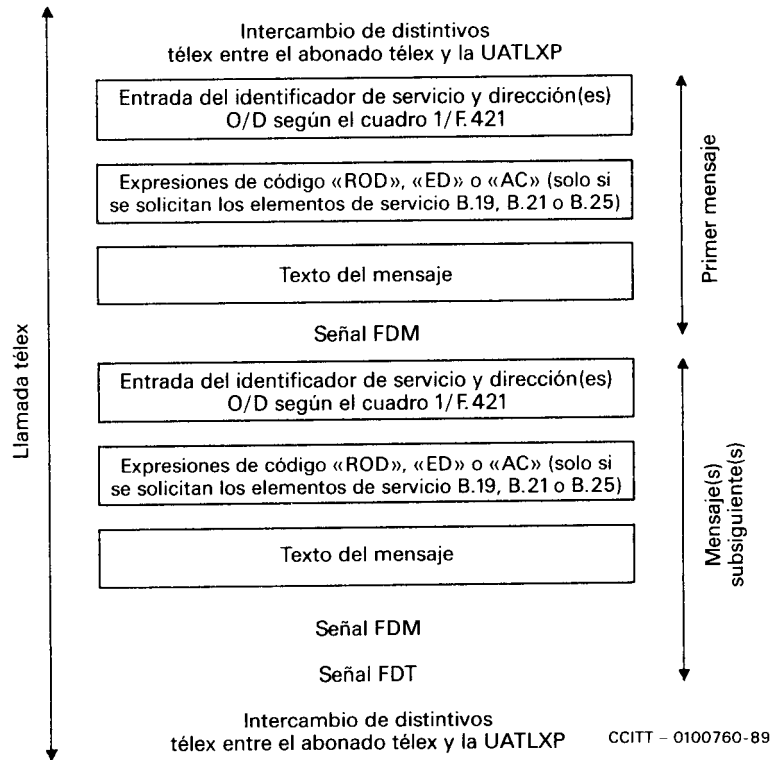 Intercambio de distintivos
télex entre el abonado télex y la UATLXP
Entrada del identificador de servicio y dirección(es)
O/D según el cuadro 1/F.421
Expresiones de código «ROD», «ED» o «AC» (solo si
se solicitan los elementos de servicio B.19, B.21 o B.25)
Texto del mensaje
Señal FDM
Primer mensaje
Entrada del identificador de servicio y dirección(es)
O/D según el cuadro 1/F.421
Expresiones de código «ROD», «ED» o «AC» (solo si
se solicitan los elementos de servicio B.19, B.21 o B.25)
Texto del mensaje
Señal FDM
Señal FDT
Mensaje(s)
subsiguiente(s)
Intercambio de distintivos
télex entre el abonado télex y la UATLXP
Llamada télex
CCITT – 0100760-89